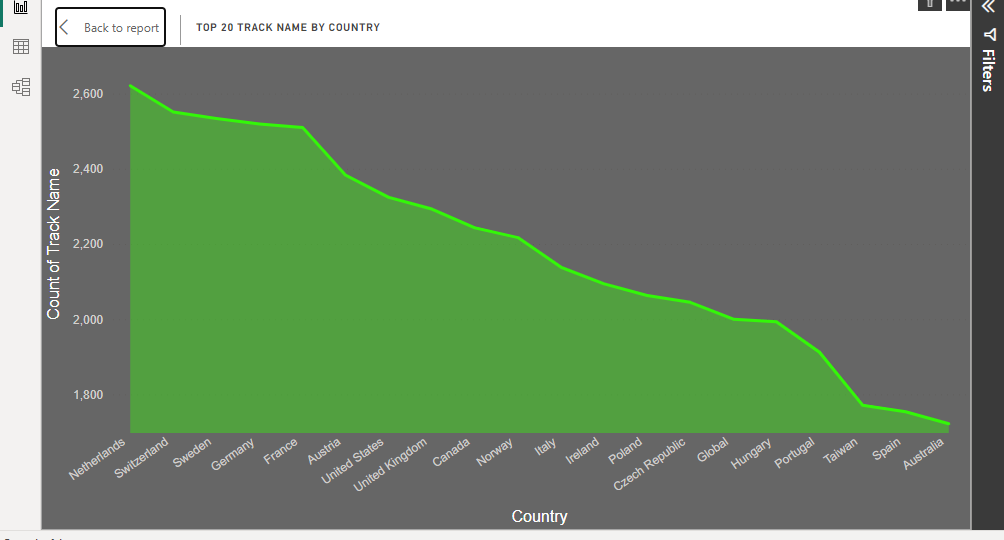 Back to report
TOP 20 TRACK NAME BY COUNTRY
Filters
Count of Track Name
2,600
2,400
2,200
2,000
1,800
Netherlands
Switzerland
Sweden
Germany
France
Austria
United States
United Kingdom
Canada
Norway
Italy
Ireland
Poland
Czech Republic
Global
Hungary
Portugal
Taiwan
Spain
Australia
Country